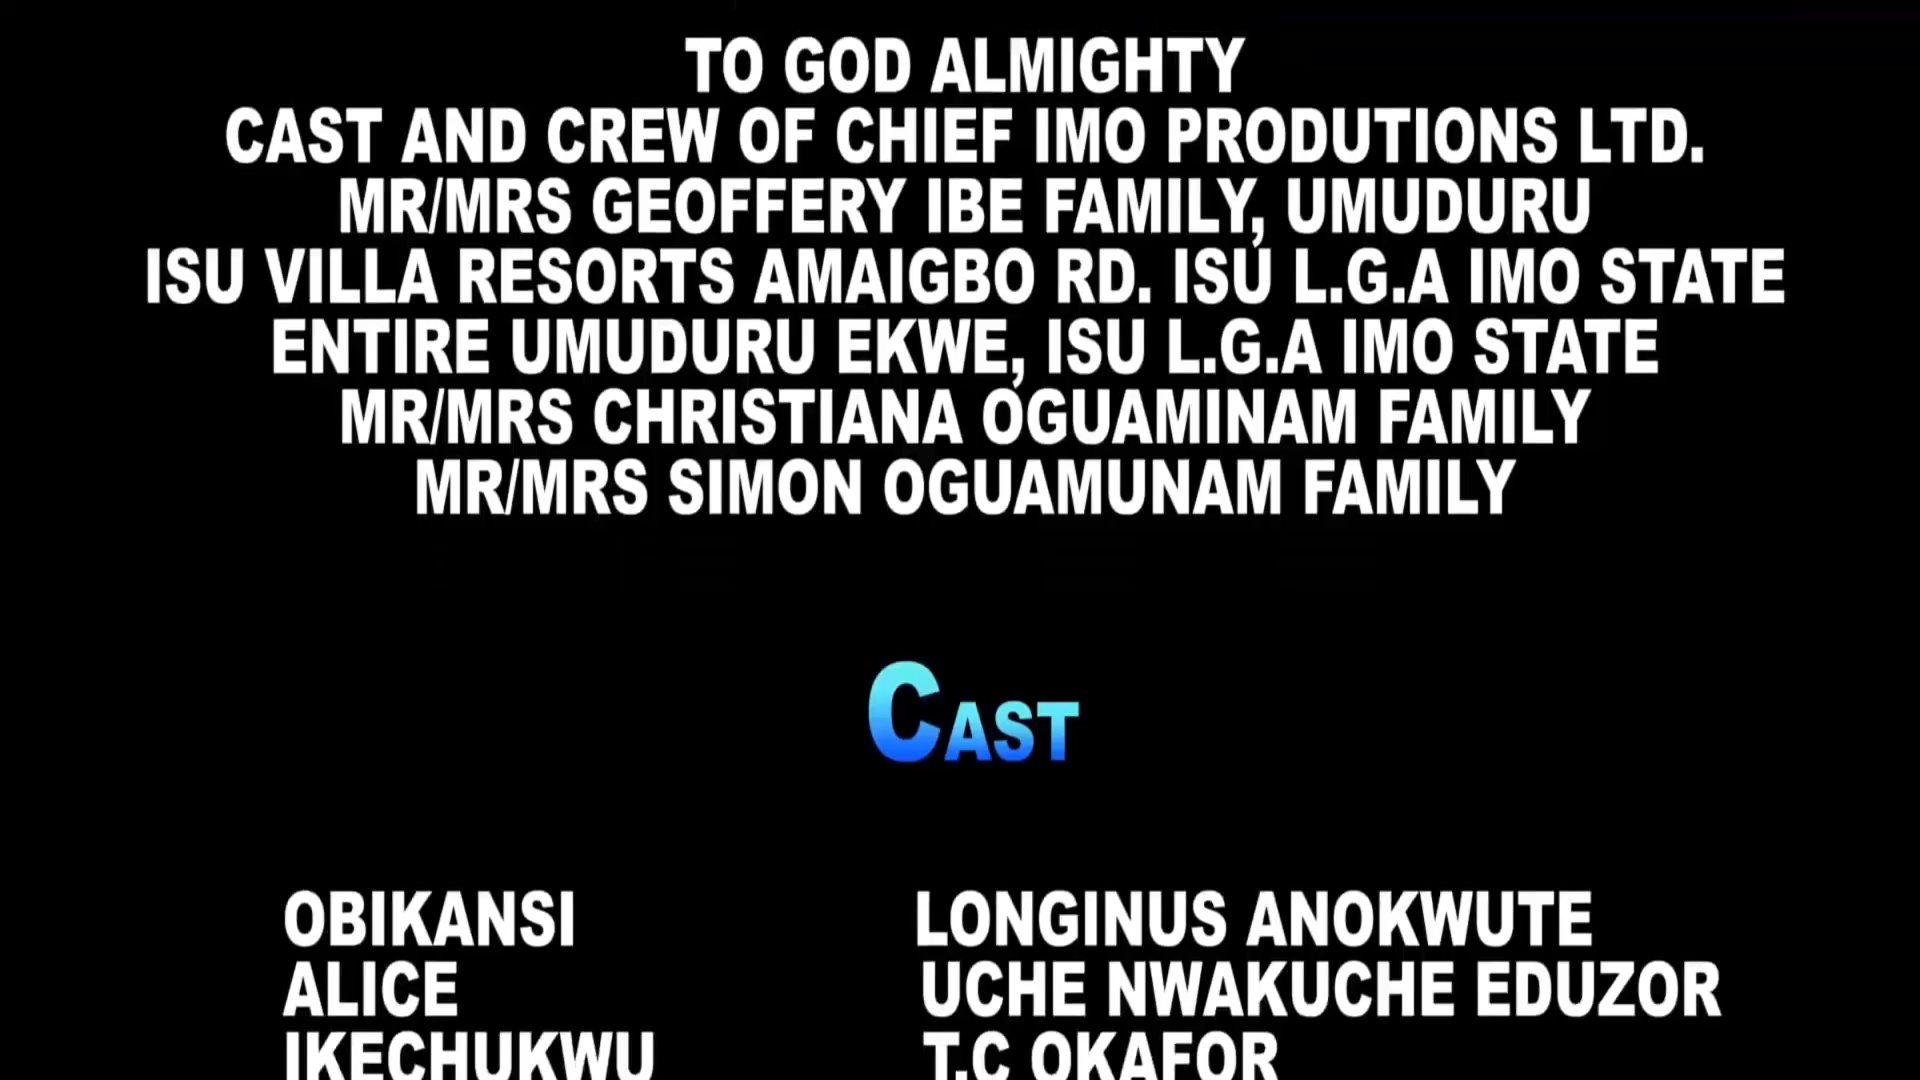 TO GOD ALMIGHTY
CAST AND CREW OF CHIEF IMO PRODUTIONS LTD.
MR/MRS GEOFFERY IBE FAMILY, UMUDURU
ISU VILLA RESORTS AMAIGBO RD. ISU L.G.A IMO STATE
ENTIRE UMUDURU EKWE, ISU L.G.A IMO STATE
MR/MRS CHRISTIANA OGUAMINAM FAMILY
MR/MRS SIMON OGUAMUNAM FAMILY
CAST
OBIKANSI LONGINUS ANOKWUTE
ALICE UCHE NWAKUCHE EDUZOR
IKECHUKWU T.C OKAFOR